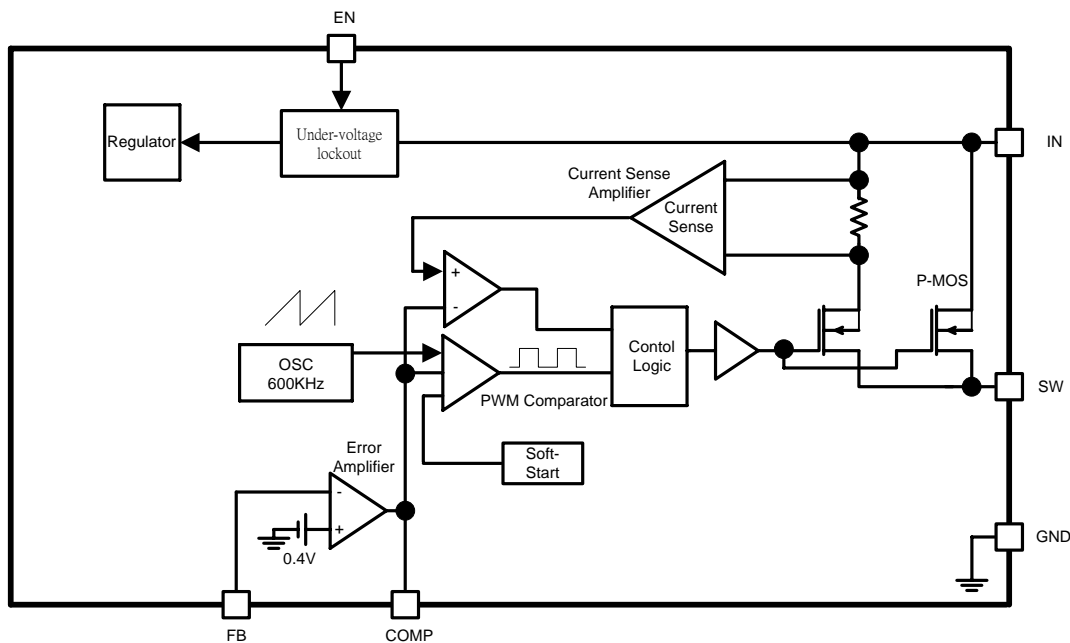 EN
Regulator
Under-voltage
lockout
IN
Current Sense
Amplifier
Current
Sense
P-MOS
+
-
OSC
600KHz
Contol
Logic
PWM Comparator
SW
Soft-
Start
Error
Amplifier
-
+
0.4V
GND
FB
COMP